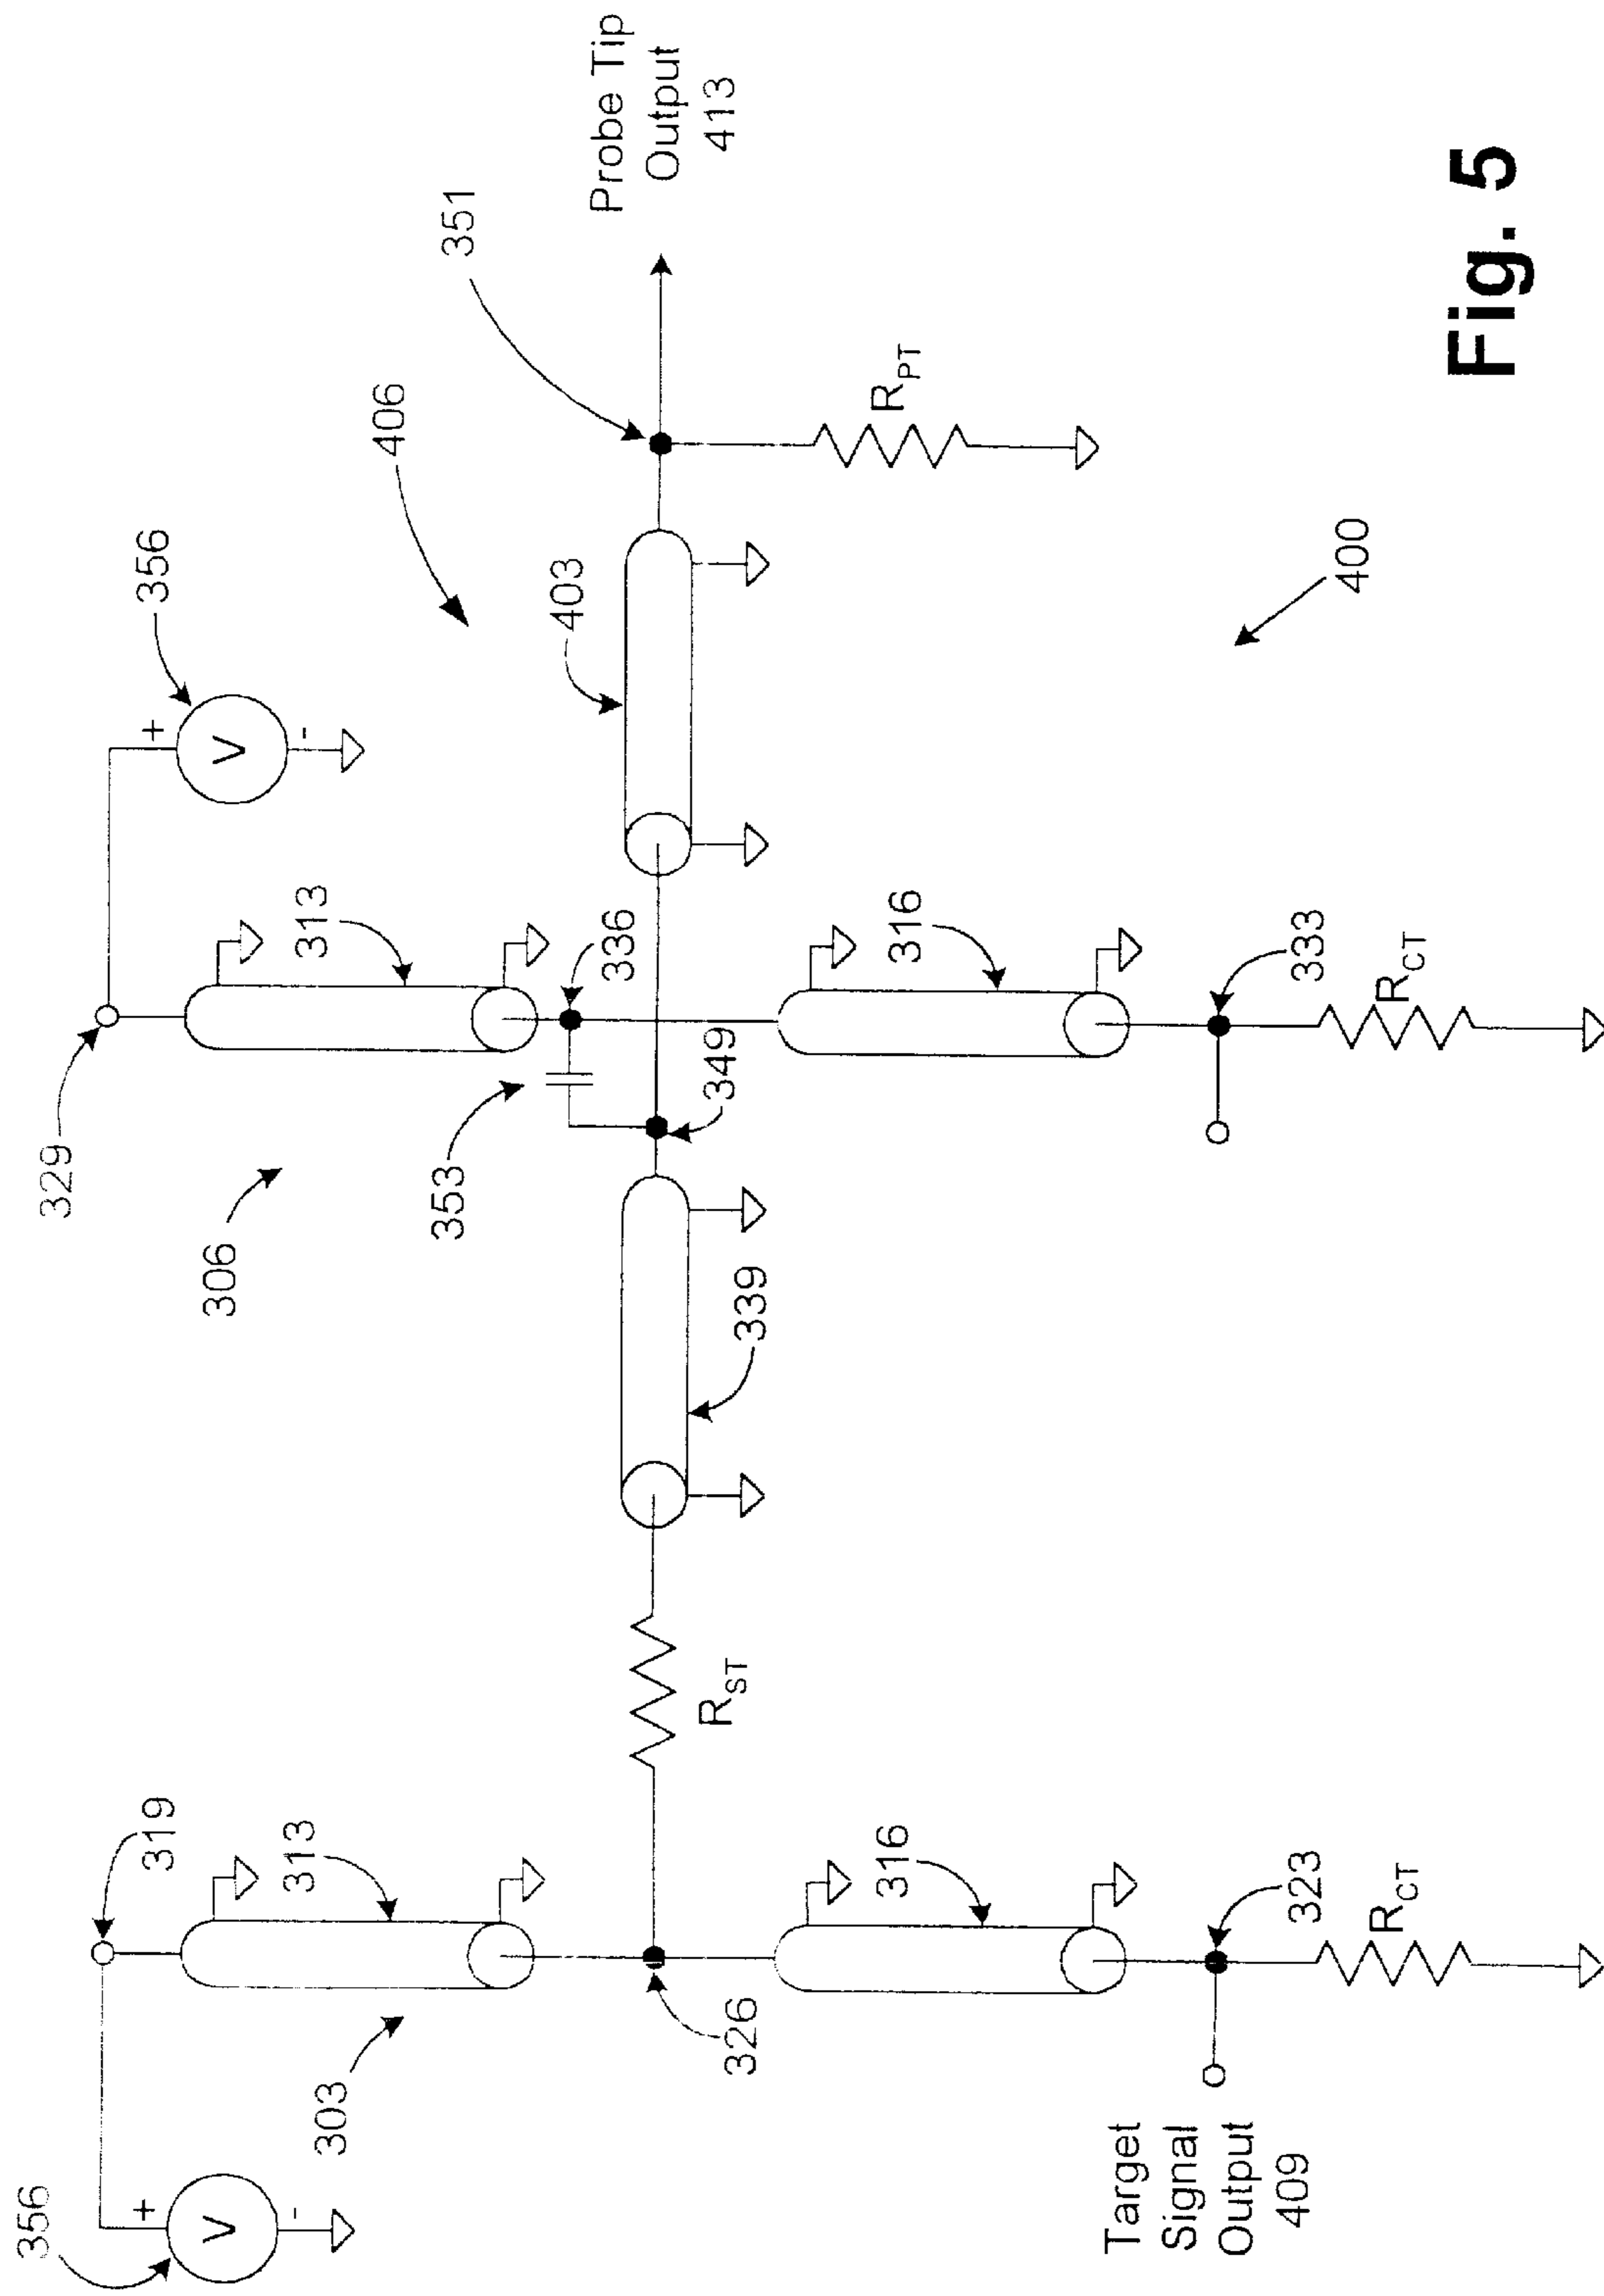 356
+
V
-
319
303
313
326
316
Target
Signal
Output
409
323
R_CT
R_ST
339
306
329
353
349
336
313
316
333
R_CT
356
+
V
-
403
406
351
R_PT
Probe Tip
Output
413
400
Fig. 5